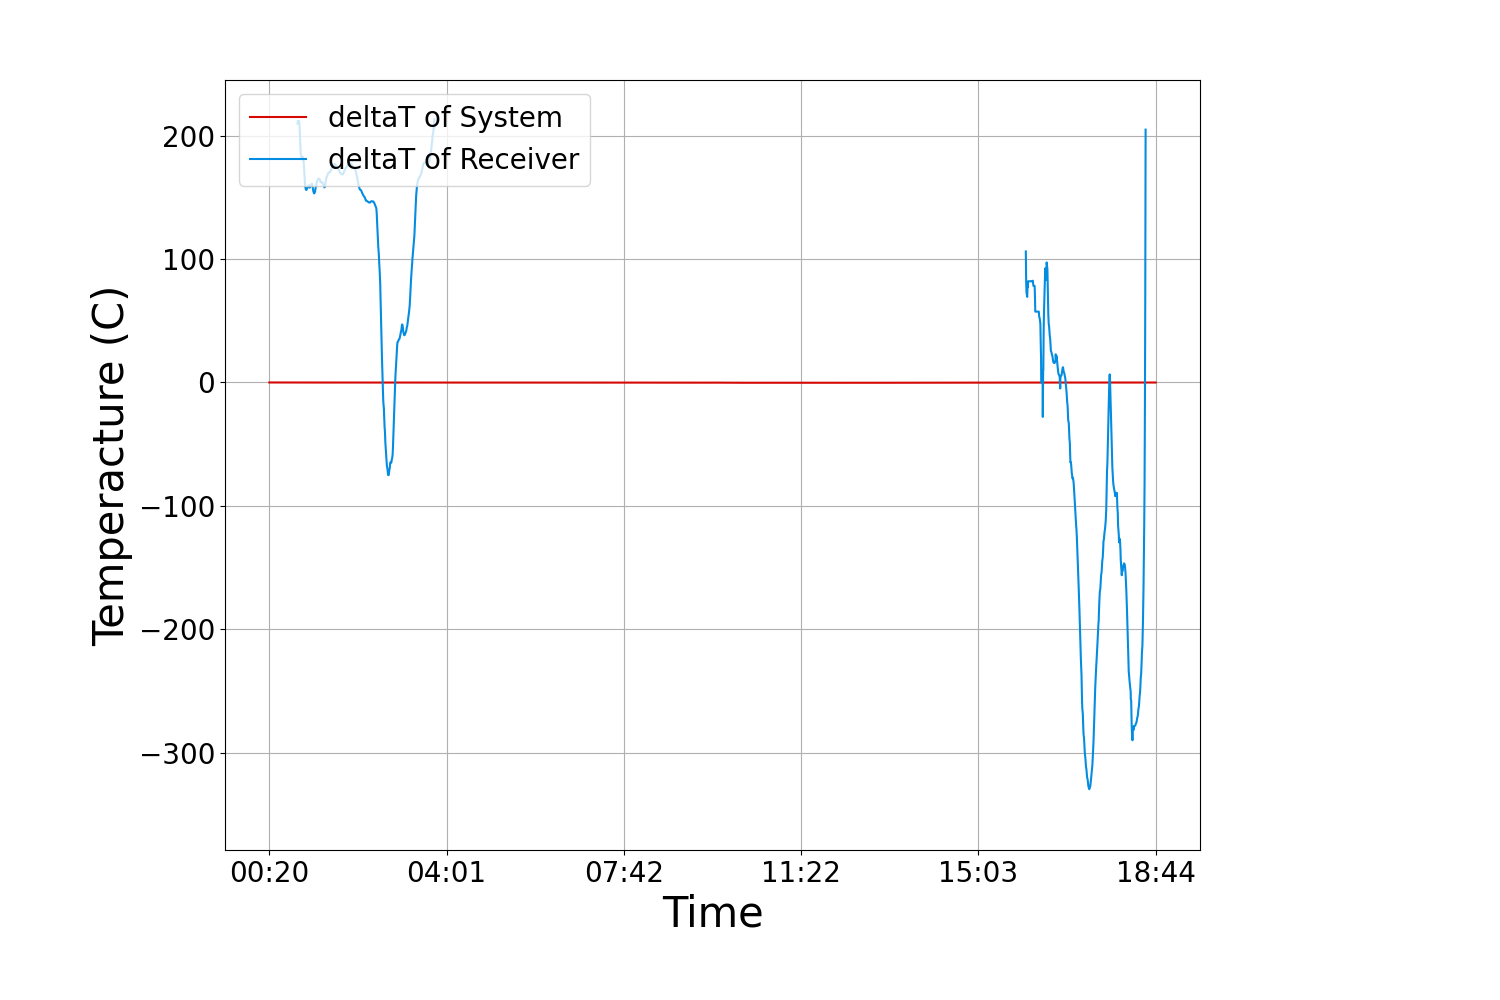 deltaT of System
deltaT of Receiver
200
100
0
−100
−200
−300
Temperacture (C)
00:20 04:01 07:42 11:22 15:03 18:44
Time